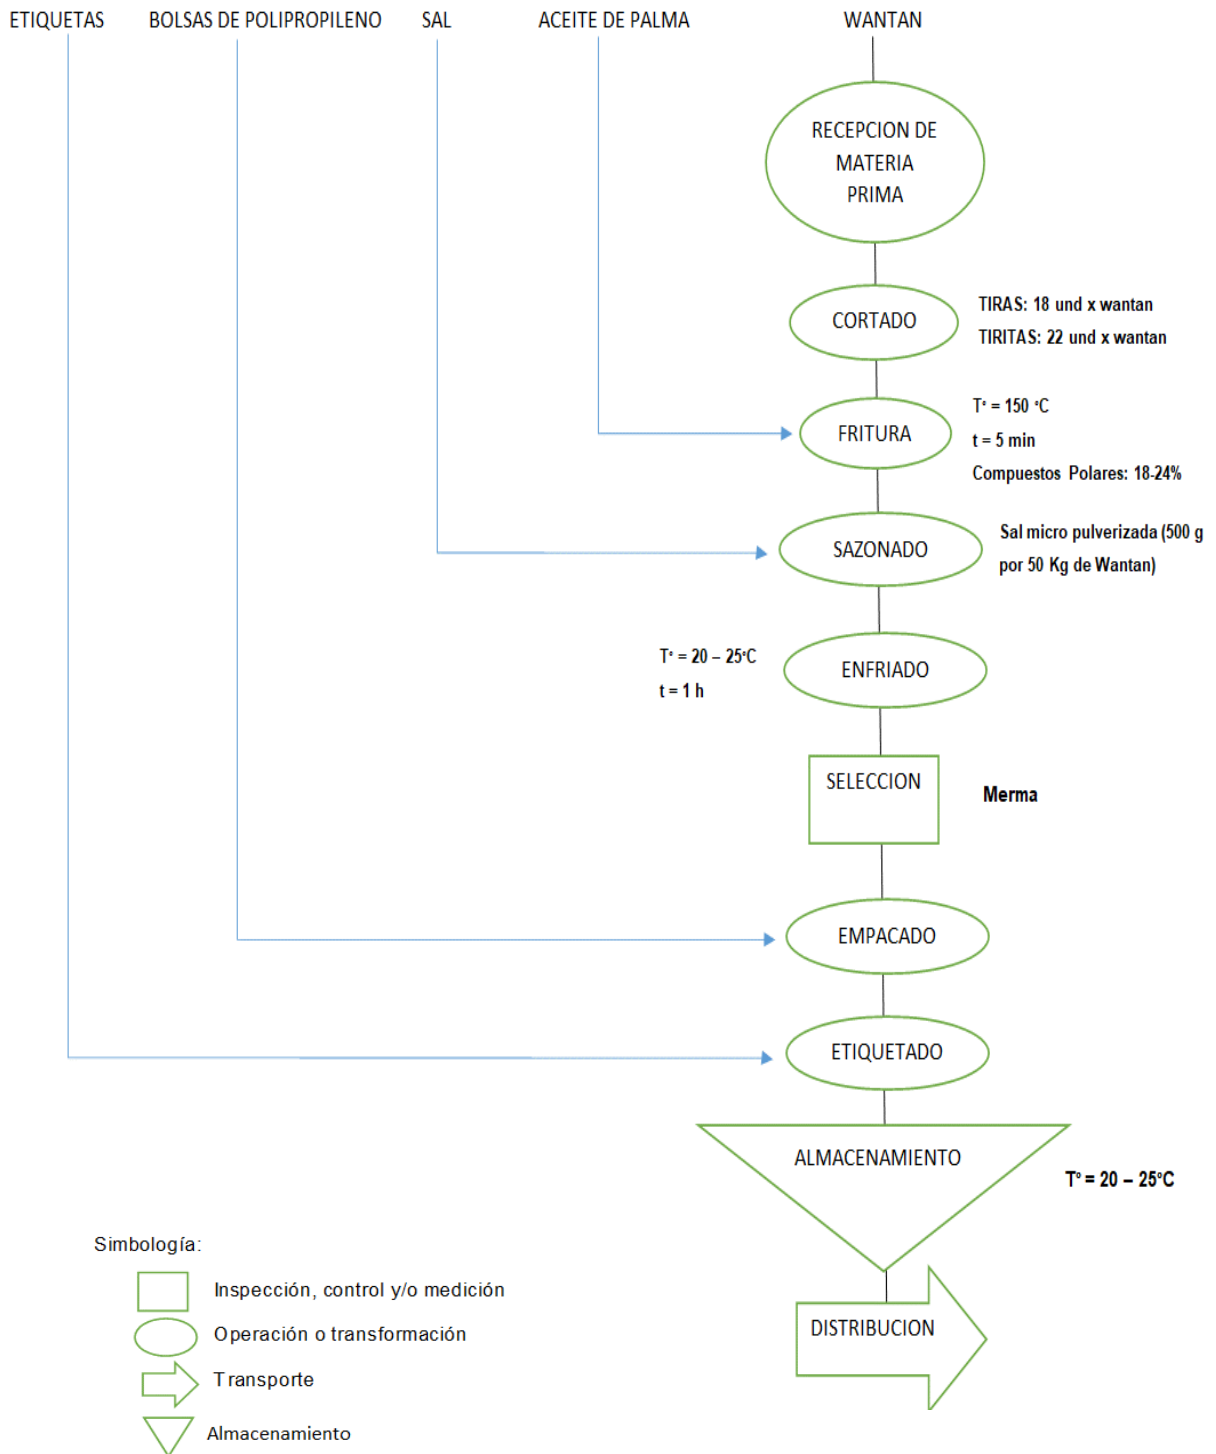 ETIQUETAS
BOLSAS DE POLIPROPILENO
SAL
ACEITE DE PALMA
WANTAN
RECEPCION DE
MATERIA
PRIMA
CORTADO
TIRAS: 18 und x wantan
TIRITAS: 22 und x wantan
FRITURA
T° = 150 °C
t = 5 min
Compuestos Polares: 18-24%
SAZONADO
Sal micro pulverizada (500 g
por 50 Kg de Wantan)
T° = 20 – 25°C
t = 1 h
ENFRIADO
SELECCION
Merma
EMPACADO
ETIQUETADO
ALMACENAMIENTO
T° = 20 – 25°C
DISTRIBUCION
Simbología:
Inspección, control y/o medición
Operación o transformación
Transporte
Almacenamiento